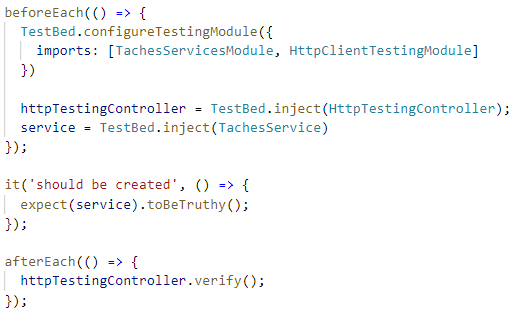 beforeEach(() => {
  TestBed.configureTestingModule({
    imports: [TachesServicesModule, HttpClientTestingModule]
  })

  httpTestingController = TestBed.inject(HttpTestingController);
  service = TestBed.inject(TachesService)
});

it('should be created', () => {
  expect(service).toBeTruthy();
});

afterEach(() => {
  httpTestingController.verify();
});